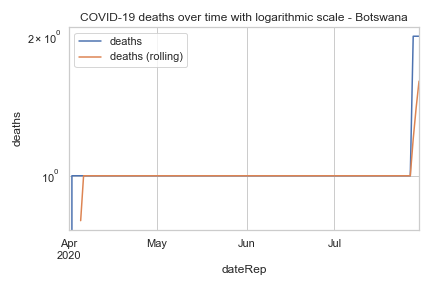 COVID-19 deaths over time with logarithmic scale - Botswana
2 × 10⁰
deaths
deaths (rolling)
deaths
10⁰
Apr
2020
May
Jun
Jul
dateRep